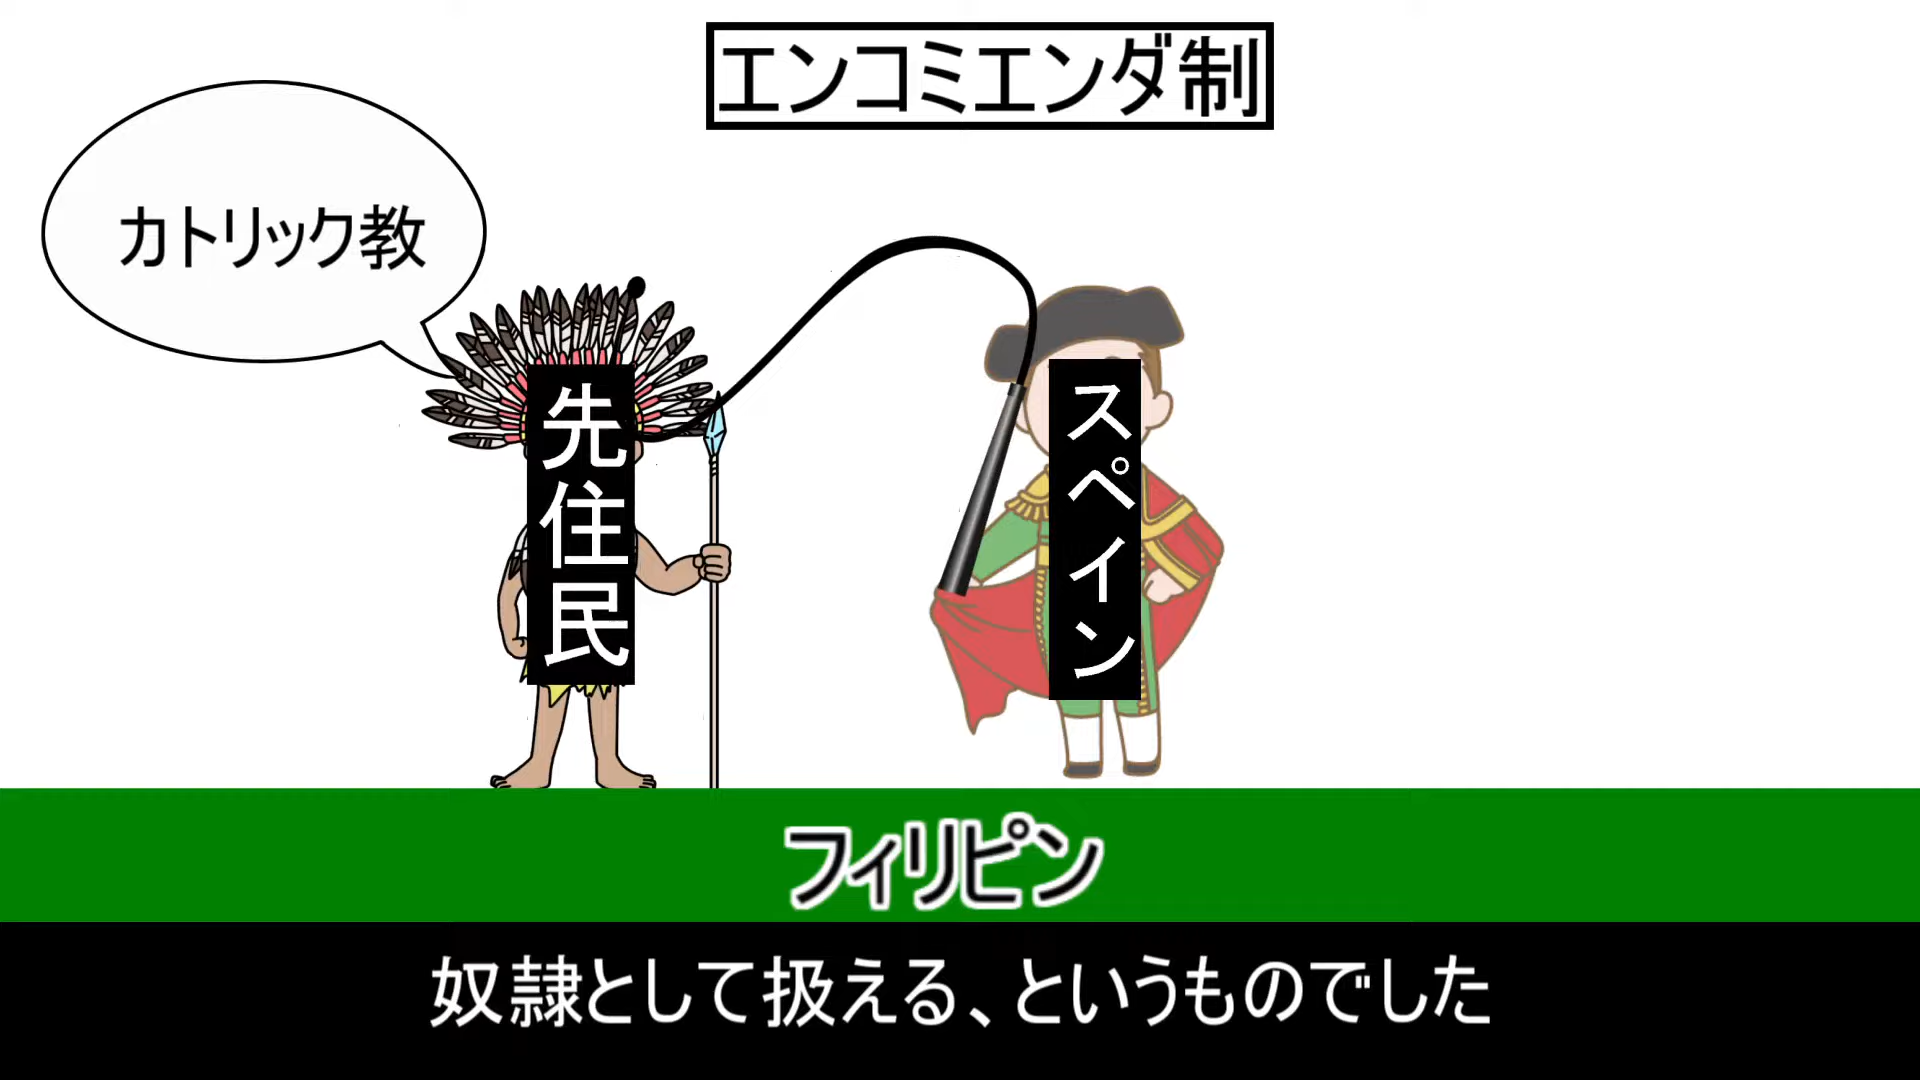 エンコミエンダ制
カトリック教
先住民
スペイン
フィリピン
奴隷として扱える、というものでした